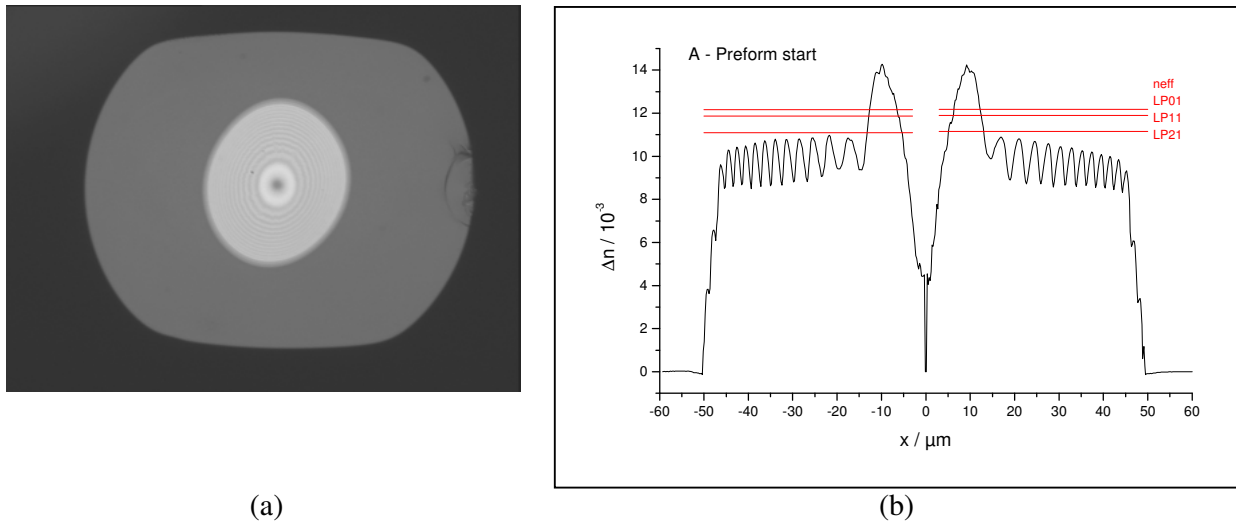 A - Preform start
neff
LP01
LP11
LP21
14
12
10
8
6
4
2
0
Δn / 10⁻³
-60 -50 -40 -30 -20 -10 0 10 20 30 40 50 60
x / µm
(a)
(b)